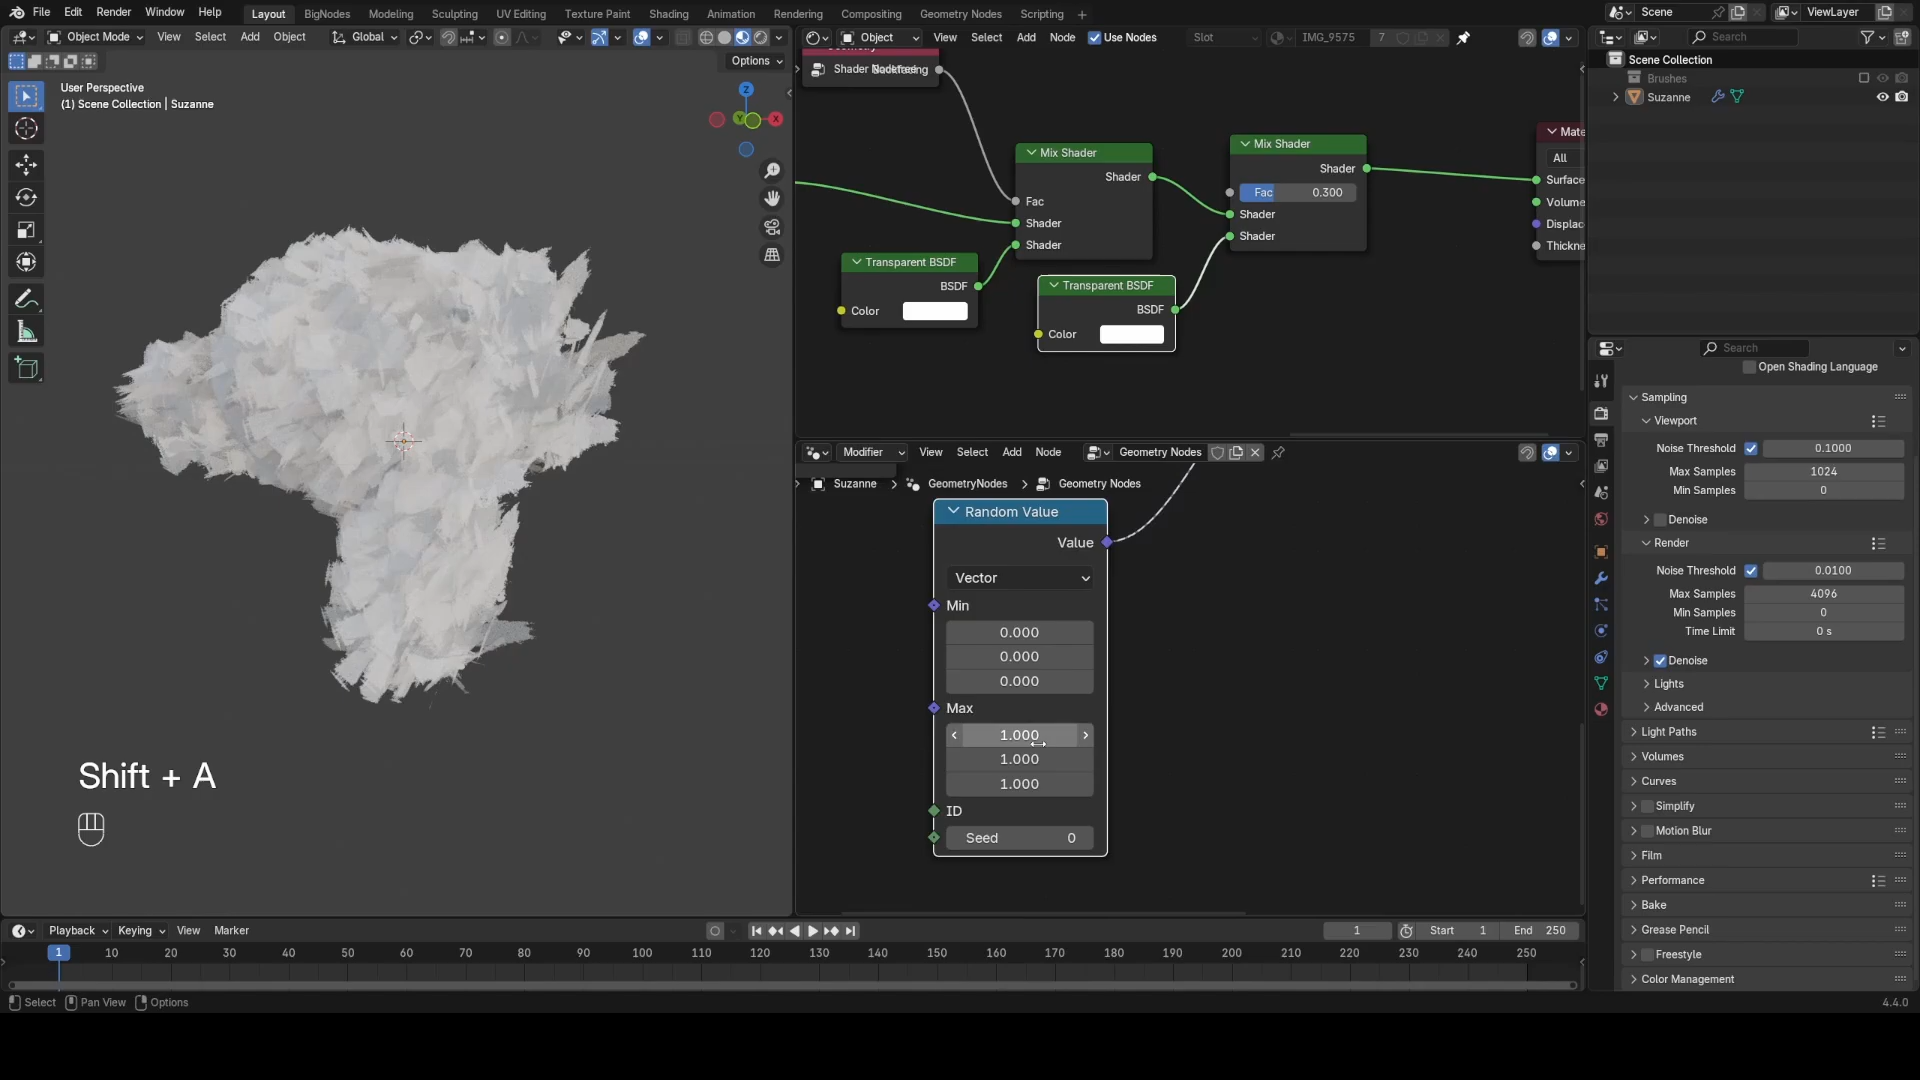 File Edit Render Window Help Layout BigNodes Modeling Sculpting UV Editing Texture Paint Shading Animation Rendering Compositing Geometry Nodes Scripting Scene ViewLayer
Object Mode View Select Add Object Global
Options
User Perspective
(1) Scene Collection | Suzanne
Z
Y
X
Shift + A
Object View Select Add Node Use Nodes Slot IMG_9575 7
Backfacing
Mix Shader
Shader
Fac
Shader
Shader
Mix Shader
Shader
Fac 0.300
Shader
Shader
Transparent BSDF
BSDF
Color
Transparent BSDF
BSDF
Color
All
Surface
Volume
Modifier View Select Add Node Geometry Nodes
Suzanne GeometryNodes Geometry Nodes
Random Value
Value
Vector
Min
0.000
0.000
0.000
Max
1.000
1.000
1.000
ID
Seed 0
Search
Scene Collection
Brushes
Suzanne
Search
Open Shading Language
Sampling
Viewport
Noise Threshold 0.1000
Max Samples 1024
Min Samples 0
Denoise
Render
Noise Threshold 0.0100
Max Samples 4096
Min Samples 0
Time Limit 0 s
Denoise
Lights
Advanced
Light Paths
Volumes
Curves
Simplify
Motion Blur
Film
Performance
Bake
Grease Pencil
Freestyle
Color Management
Playback Keying View Marker 1 Start 1 End 250
1 10 20 30 40 50 60 70 80 90 100 110 120 130 140 150 160 170 180 190 200 210 220 230 240 250
Select Pan View Options 4.4.0